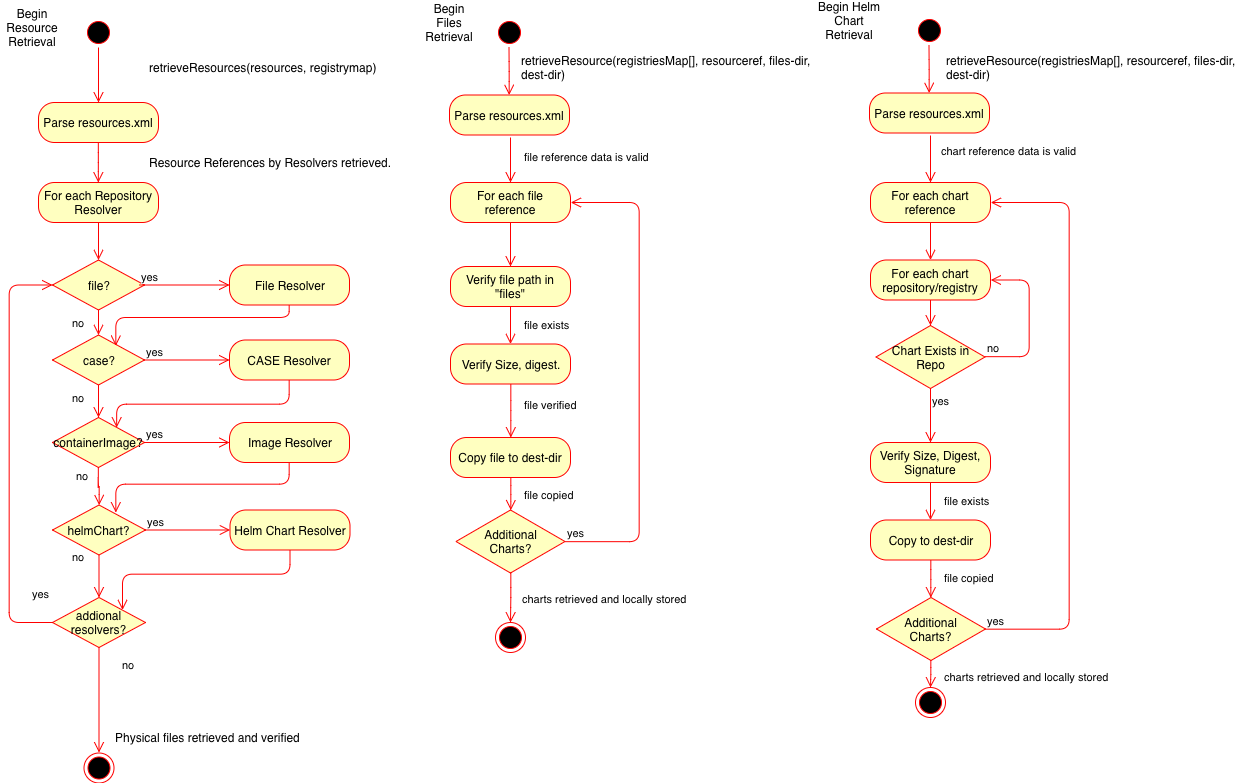 Begin
Resource
Retrieval
retrieveResources(resources, registrymap)
Parse resources.xml
Resource References by Resolvers retrieved.
For each Repository
Resolver
file?
yes
File Resolver
no
case?
yes
CASE Resolver
no
containerImage?
yes
Image Resolver
no
helmChart?
yes
Helm Chart Resolver
no
yes
addional
resolvers?
no
Physical files retrieved and verified
Begin
Files
Retrieval
retrieveResource(registriesMap[], resourceref, files-dir,
dest-dir)
Parse resources.xml
file reference data is valid
For each file
reference
Verify file path in
"files"
file exists
Verify Size, digest.
file verified
Copy file to dest-dir
file copied
Additional
Charts?
yes
charts retrieved and locally stored
Begin Helm
Chart
Retrieval
retrieveResource(registriesMap[], resourceref, files-dir,
dest-dir)
Parse resources.xml
chart reference data is valid
For each chart
reference
For each chart
repository/registry
Chart Exists in
Repo
no
yes
Verify Size, Digest,
Signature
file exists
Copy to dest-dir
file copied
Additional
Charts?
yes
charts retrieved and locally stored